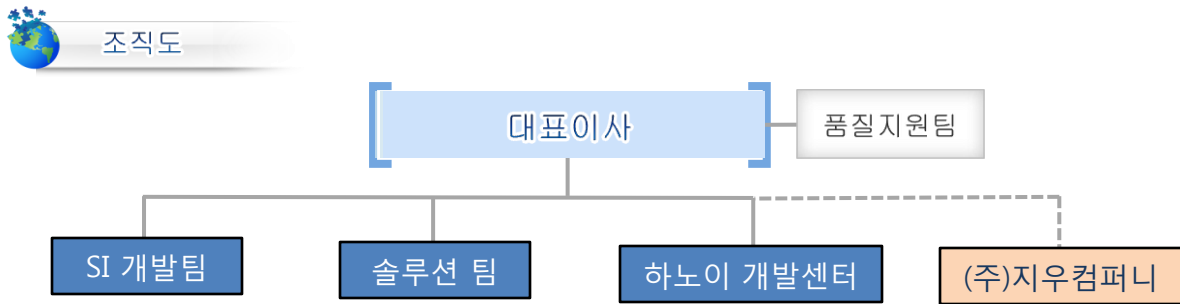 조직도
대표이사
품질지원팀
SI 개발팀
솔루션 팀
하노이 개발센터
(주)지우컴퍼니